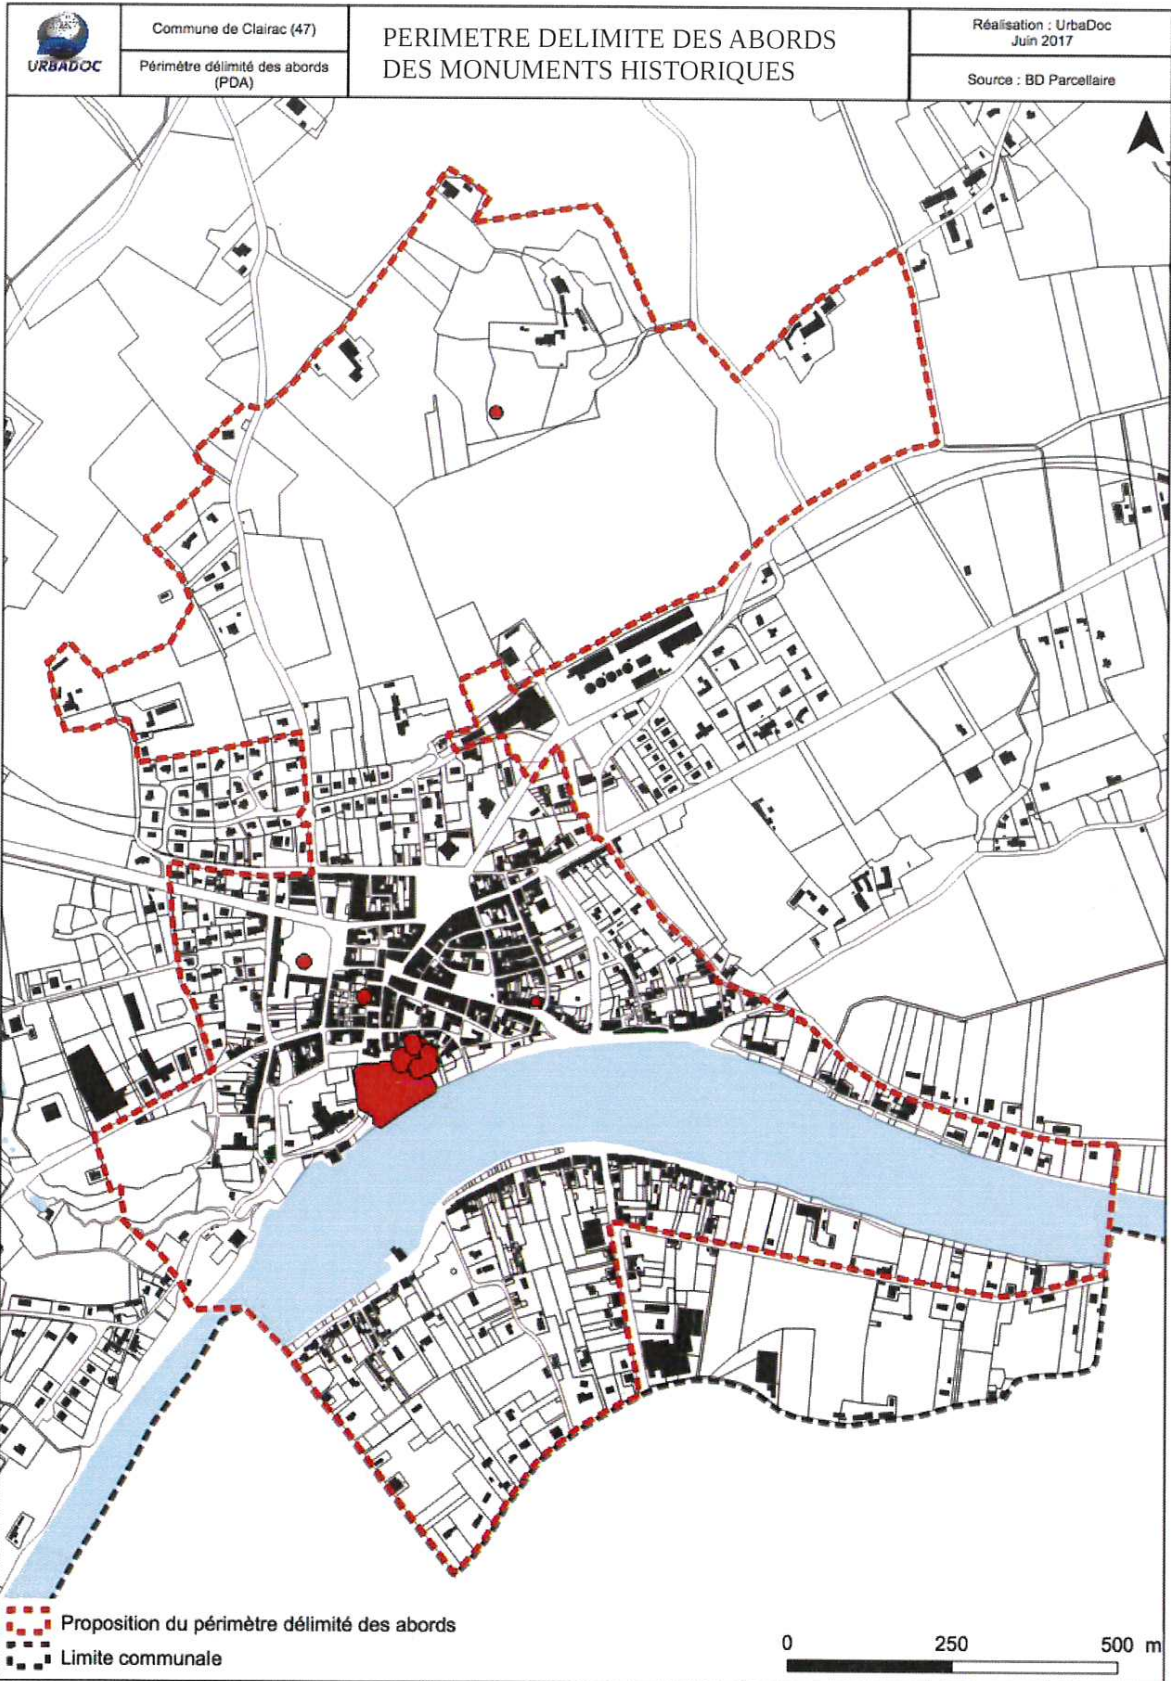 URBADOC
Commune de Clairac (47)
Périmètre délimité des abords
(PDA)
PERIMETRE DELIMITE DES ABORDS
DES MONUMENTS HISTORIQUES
Réalisation : UrbaDoc
Juin 2017
Source : BD Parcellaire
Proposition du périmètre délimité des abords
Limite communale
0 250 500 m